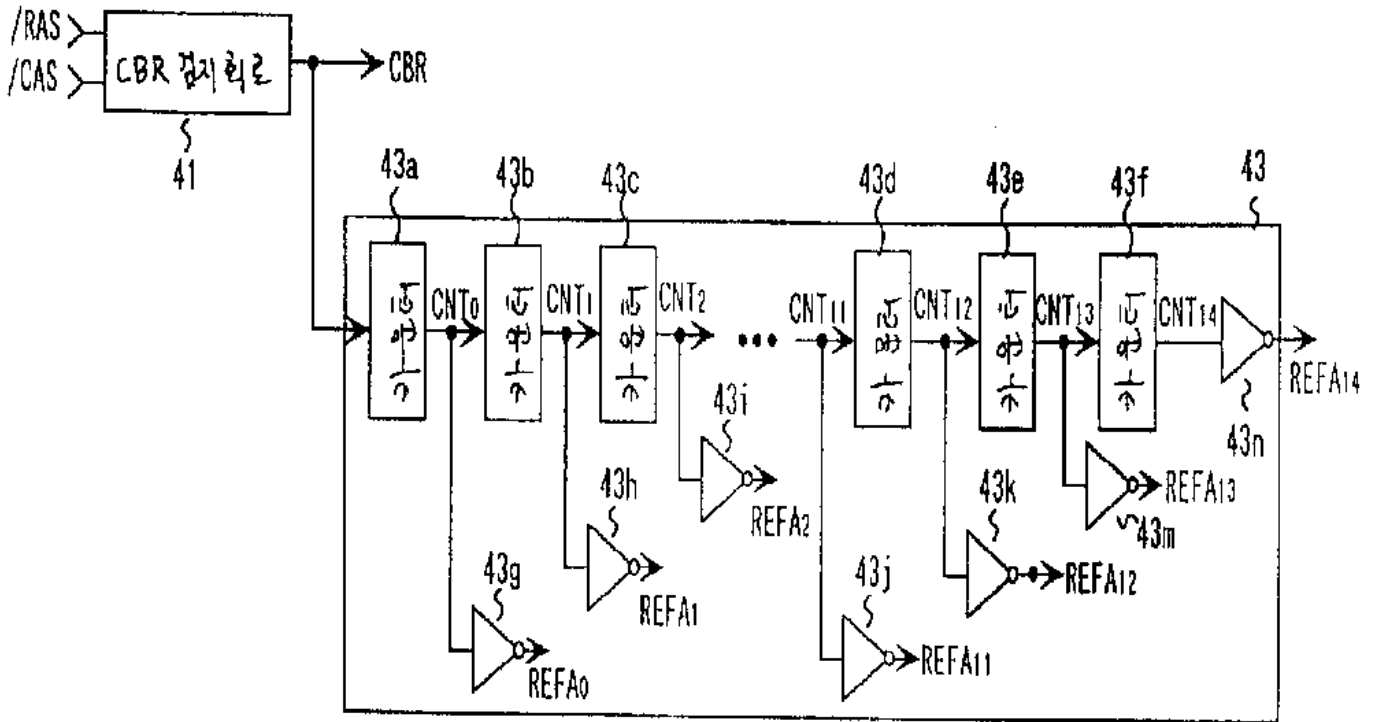 /RAS
/CAS
CBR 검지회로
CBR
41
43a
43b
43c
43d
43e
43f
43
CNT0
CNT1
CNT2
•••
CNT11
CNT12
CNT13
CNT14
REFA14
43n
43i
REFA2
43h
REFA1
43g
REFA0
43m
REFA13
43k
REFA12
43j
REFA11